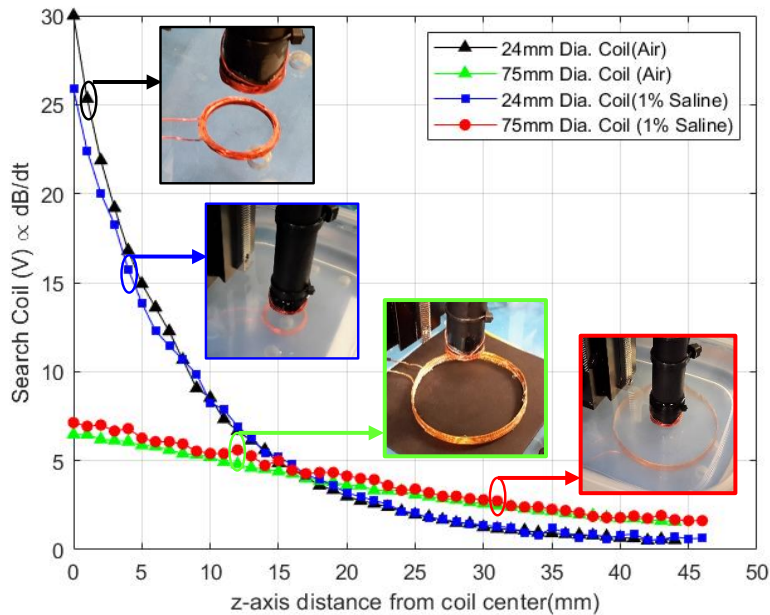 30
25
20
15
10
5
0
Search Coil (V) ∝ dB/dt
24mm Dia. Coil(Air)
75mm Dia. Coil (Air)
24mm Dia. Coil(1% Saline)
75mm Dia. Coil (1% Saline)
0 5 10 15 20 25 30 35 40 45 50
z-axis distance from coil center(mm)